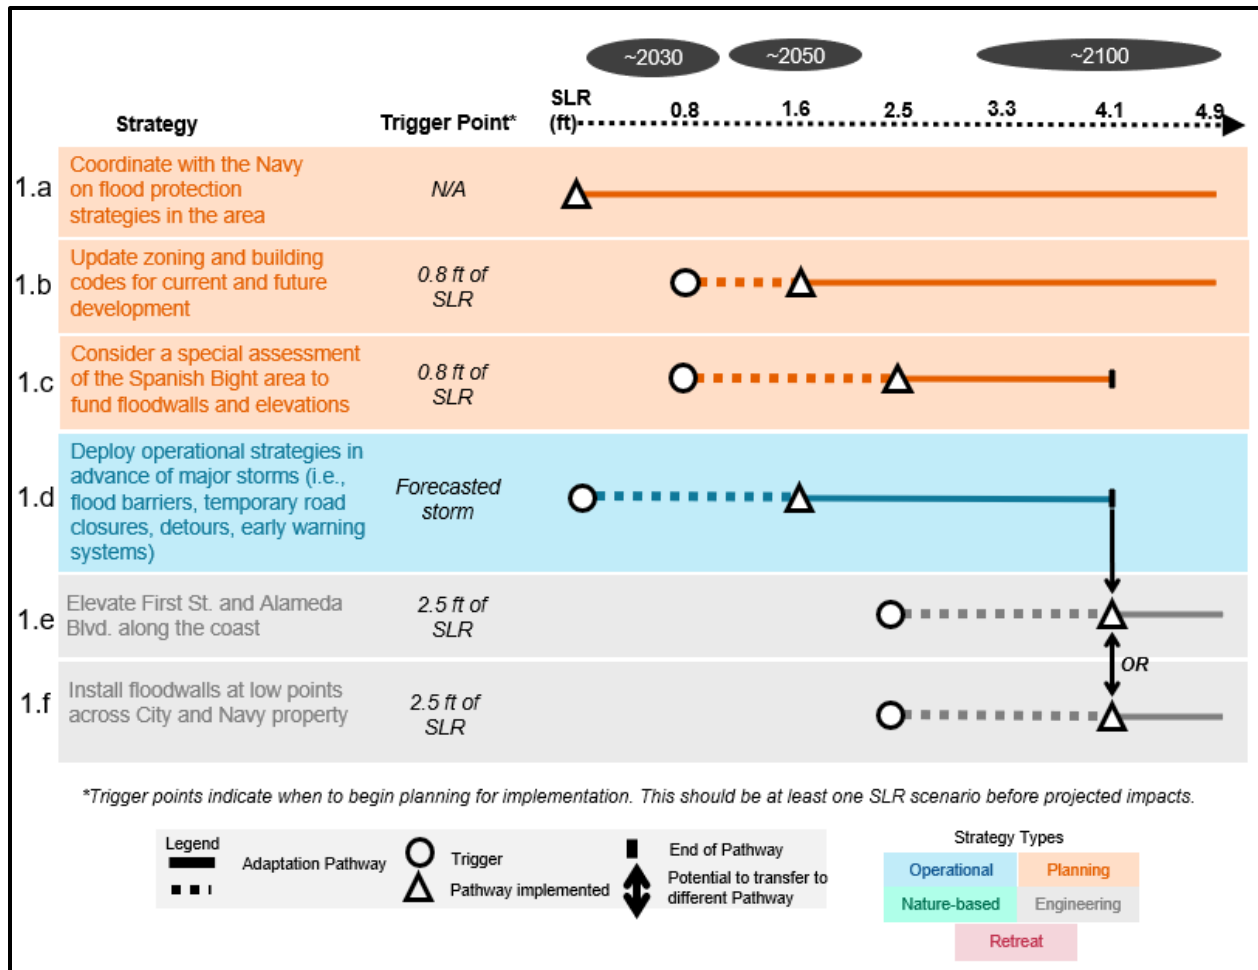 ~2030
~2050
~2100
Strategy
Trigger Point*
SLR
(ft)
0.8
1.6
2.5
3.3
4.1
4.9
1.a
Coordinate with the Navy
on flood protection
strategies in the area
N/A
1.b
Update zoning and building
codes for current and future
development
0.8 ft of
SLR
1.c
Consider a special assessment
of the Spanish Bight area to
fund floodwalls and elevations
0.8 ft of
SLR
1.d
Deploy operational strategies in
advance of major storms (i.e.,
flood barriers, temporary road
closures, detours, early warning
systems)
Forecasted
storm
1.e
Elevate First St. and Alameda
Blvd. along the coast
2.5 ft of
SLR
OR
1.f
Install floodwalls at low points
across City and Navy property
2.5 ft of
SLR
*Trigger points indicate when to begin planning for implementation. This should be at least one SLR scenario before projected impacts.
Legend
Adaptation Pathway
Trigger
Pathway implemented
End of Pathway
Potential to transfer to
different Pathway
Strategy Types
Operational
Planning
Nature-based
Engineering
Retreat